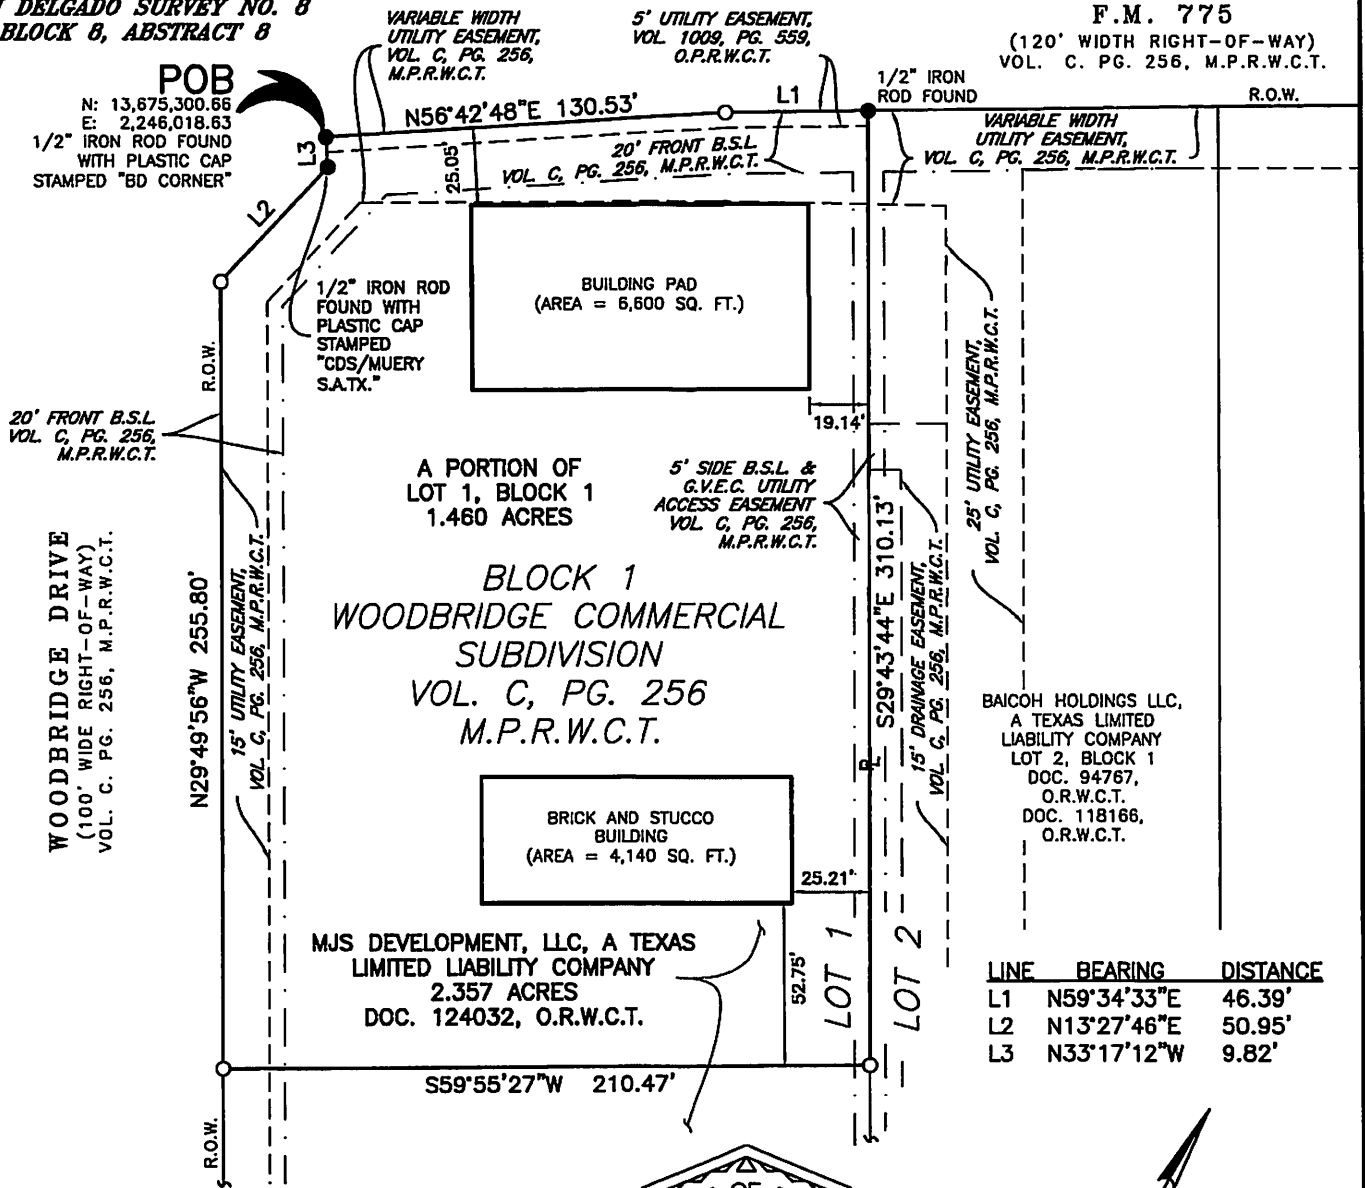 DELGADO SURVEY NO. 8
BLOCK 8, ABSTRACT 8
VARIABLE WIDTH
UTILITY EASEMENT,
VOL. C, PG. 256,
M.P.R.W.C.T.
5' UTILITY EASEMENT,
VOL 1009, PG. 559,
O.P.R.W.C.T.
F.M. 775
(120' WIDTH RIGHT-OF-WAY)
VOL. C. PG. 256, M.P.R.W.C.T.
POB
N: 13,675,300.66
E: 2,246,018.63
1/2" IRON ROD FOUND
WITH PLASTIC CAP
STAMPED "BD CORNER"
N56°42'48"E 130.53'
L1
1/2" IRON
ROD FOUND
R.O.W.
VARIABLE WIDTH
UTILITY EASEMENT,
VOL. C, PG. 256, M.P.R.W.C.T.
L3
L2
25.05'
20' FRONT B.S.L.
VOL. C, PG. 256, M.P.R.W.C.T.
1/2" IRON ROD
FOUND WITH
PLASTIC CAP
STAMPED
"CDS/MUERY
S.A.TX."
BUILDING PAD
(AREA = 6,600 SQ. FT.)
R.O.W.
20' FRONT B.S.L.
VOL. C, PG. 256,
M.P.R.W.C.T.
19.14'
25' UTILITY EASEMENT,
VOL. C, PG. 256, M.P.R.W.C.T.
A PORTION OF
LOT 1, BLOCK 1
1.460 ACRES
5' SIDE B.S.L. &
G.V.E.C. UTILITY
ACCESS EASEMENT
VOL. C, PG. 256,
M.P.R.W.C.T.
WOODBRIDGE DRIVE
(100' WIDE RIGHT-OF-WAY)
VOL. C. PG. 256, M.P.R.W.C.T.
N29°49'56"W 255.80'
15' UTILITY EASEMENT,
VOL. C, PG. 256, M.P.R.W.C.T.
BLOCK 1
WOODBRIDGE COMMERCIAL
SUBDIVISION
VOL. C, PG. 256
M.P.R.W.C.T.
S29°43'44"E 310.13'
15' DRAINAGE EASEMENT,
VOL. C, PG. 256, M.P.R.W.C.T.
PL
BAICOH HOLDINGS LLC,
A TEXAS LIMITED
LIABILITY COMPANY
LOT 2, BLOCK 1
DOC. 94767,
O.R.W.C.T.
DOC. 118166,
O.R.W.C.T.
BRICK AND STUCCO
BUILDING
(AREA = 4,140 SQ. FT.)
25.21'
MJS DEVELOPMENT, LLC, A TEXAS
LIMITED LIABILITY COMPANY
2.357 ACRES
DOC. 124032, O.R.W.C.T.
52.75'
LOT 1
LOT 2
LINE BEARING DISTANCE
L1 N59°34'33"E 46.39'
L2 N13°27'46"E 50.95'
L3 N33°17'12"W 9.82'
S59°55'27"W 210.47'
R.O.W.
OF